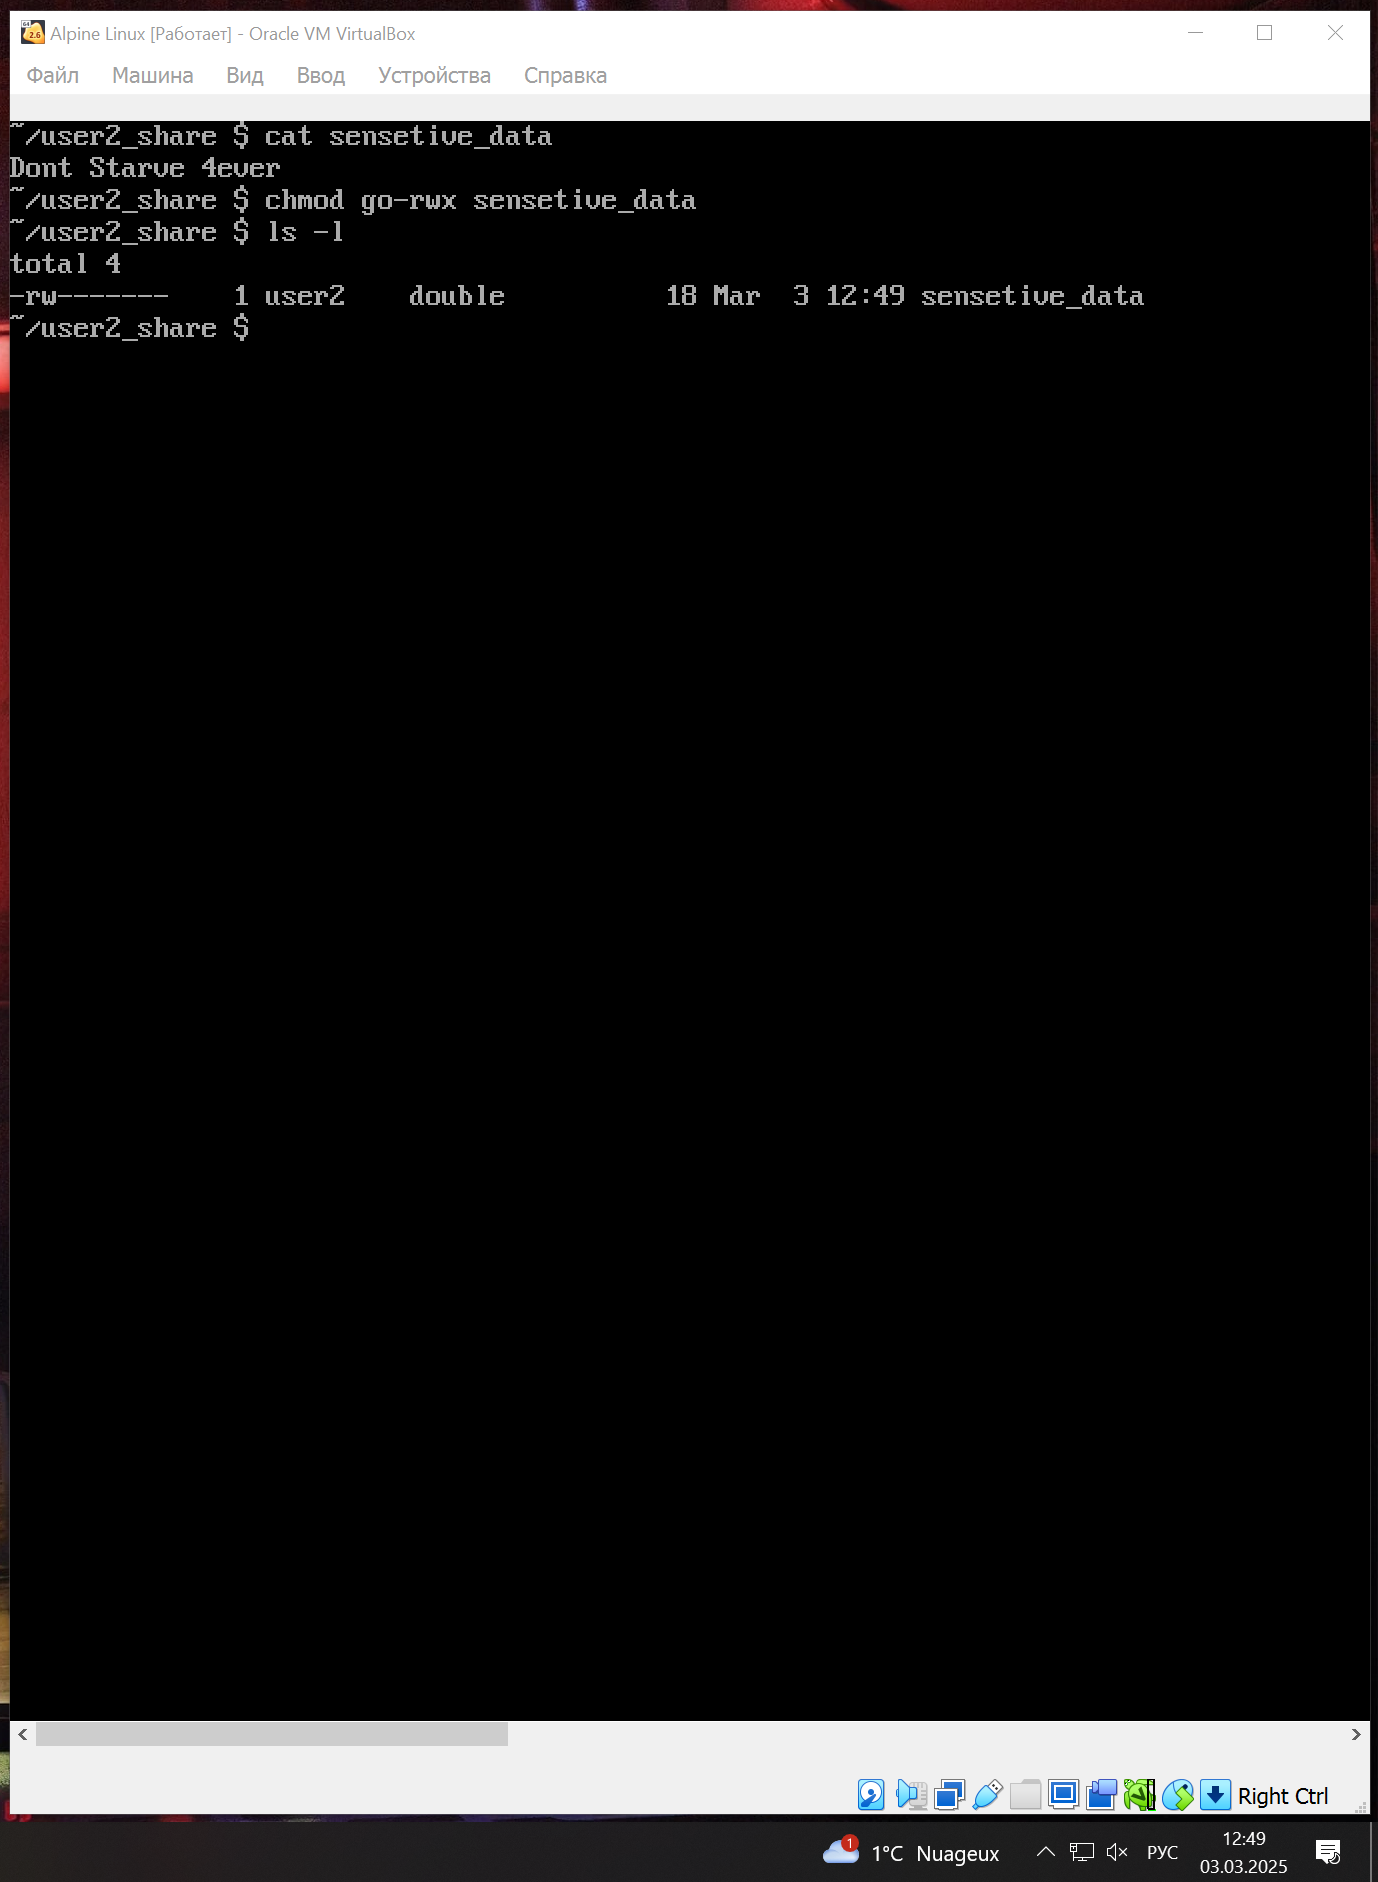 Alpine Linux [Работает] - Oracle VM VirtualBox
Файл Машина Вид Ввод Устройства Справка
~/user2_share $ cat sensetive_data
Dont Starve 4ever
~/user2_share $ chmod go-rwx sensetive_data
~/user2_share $ ls -l
total 4
-rw------- 1 user2 double 18 Mar 3 12:49 sensetive_data
~/user2_share $
Right Ctrl
1 1°C Nuageux РУС 12:49
03.03.2025